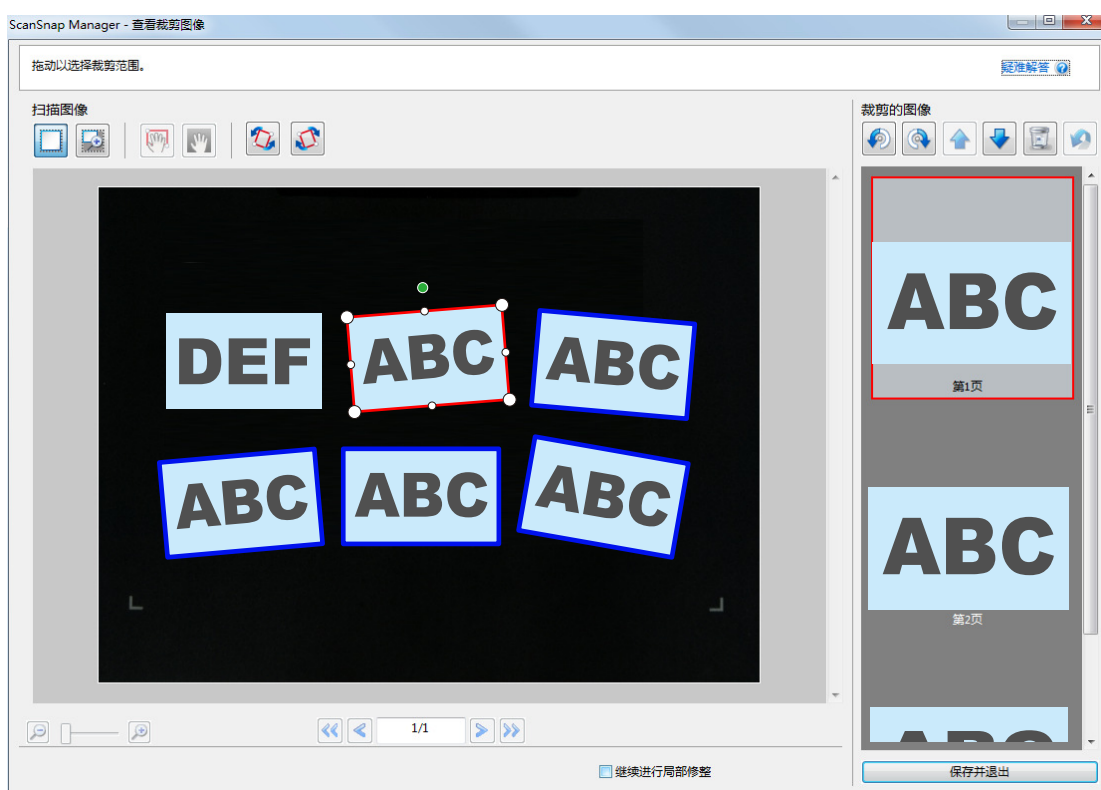 ScanSnap Manager - 查看裁剪图像
拖动以选择裁剪范围。
疑难解答
扫描图像
裁剪的图像
DEF
ABC
ABC
ABC
ABC
ABC
ABC
第1页
ABC
第2页
ABC
1/1
继续进行局部修整
保存并退出